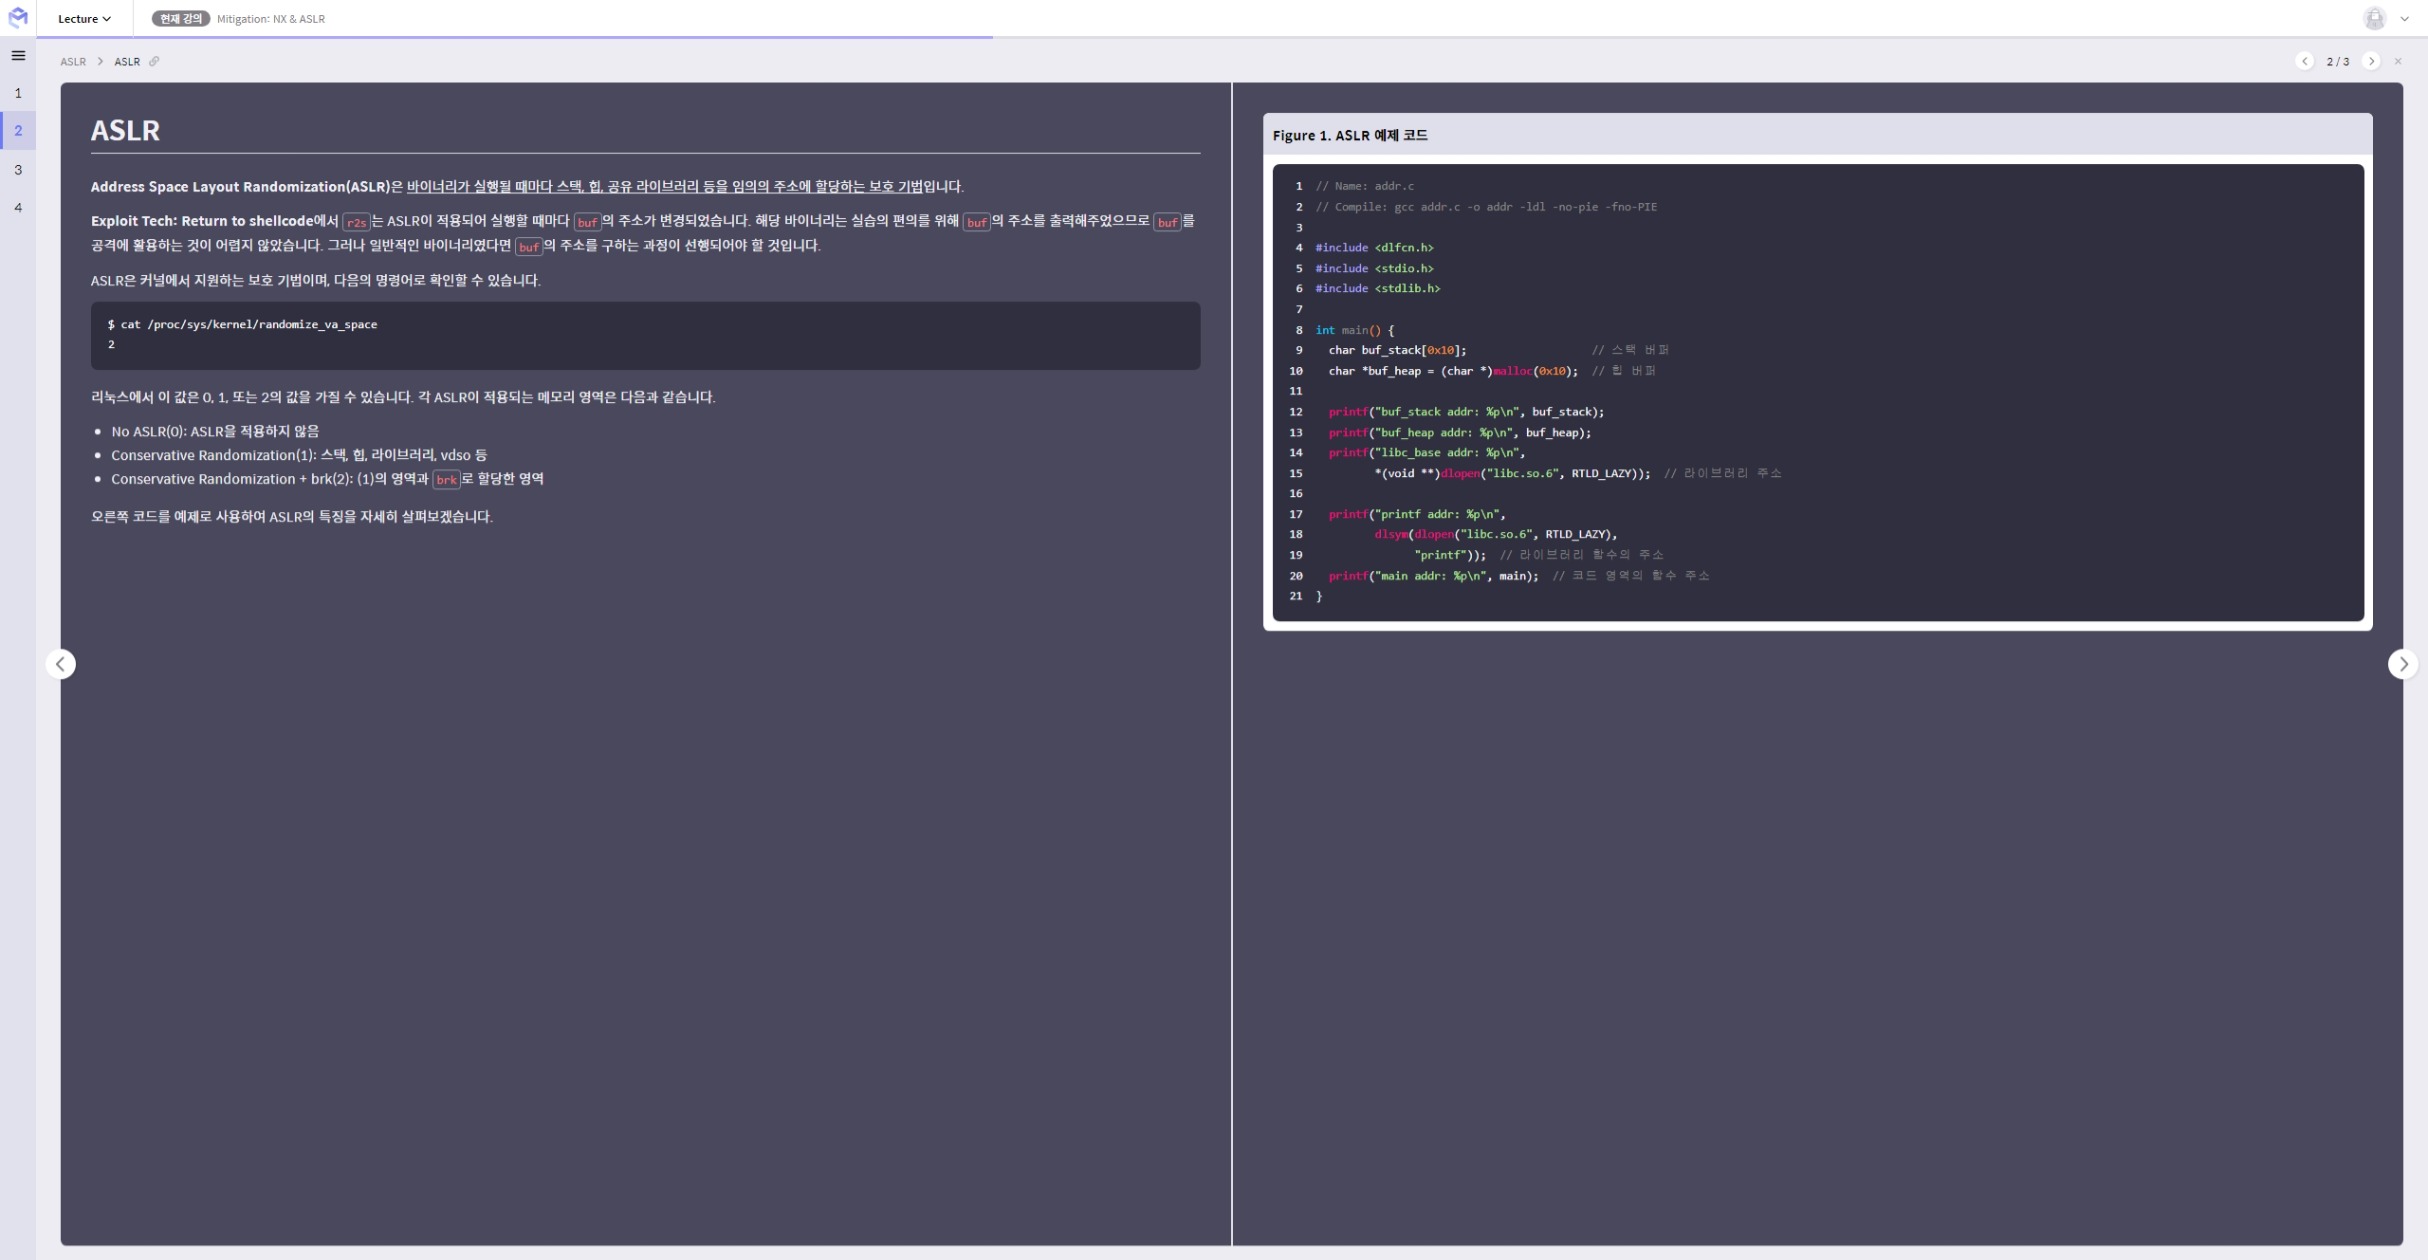 Lecture
현재 강의 Mitigation: NX & ASLR
ASLR > ASLR
2 / 3
1
2
3
4
ASLR
Address Space Layout Randomization(ASLR)은 바이너리가 실행될 때마다 스택, 힙, 공유 라이브러리 등을 임의의 주소에 할당하는 보호 기법입니다.
Exploit Tech: Return to shellcode에서 r2s는 ASLR이 적용되어 실행할 때마다 buf의 주소가 변경되었습니다. 해당 바이너리는 실습의 편의를 위해 buf의 주소를 출력해주었으므로 buf를
공격에 활용하는 것이 어렵지 않았습니다. 그러나 일반적인 바이너리였다면 buf의 주소를 구하는 과정이 선행되어야 할 것입니다.
ASLR은 커널에서 지원하는 보호 기법이며, 다음의 명령어로 확인할 수 있습니다.
$ cat /proc/sys/kernel/randomize_va_space
2
리눅스에서 이 값은 0, 1, 또는 2의 값을 가질 수 있습니다. 각 ASLR이 적용되는 메모리 영역은 다음과 같습니다.
• No ASLR(0): ASLR을 적용하지 않음
• Conservative Randomization(1): 스택, 힙, 라이브러리, vdso 등
• Conservative Randomization + brk(2): (1)의 영역과 brk로 할당한 영역
오른쪽 코드를 예제로 사용하여 ASLR의 특징을 자세히 살펴보겠습니다.
Figure 1. ASLR 예제 코드
1 // Name: addr.c
2 // Compile: gcc addr.c -o addr -ldl -no-pie -fno-PIE
3
4 #include <dlfcn.h>
5 #include <stdio.h>
6 #include <stdlib.h>
7
8 int main() {
9   char buf_stack[0x10];                   // 스택 버퍼
10   char *buf_heap = (char *)malloc(0x10);  // 힙 버퍼
11
12   printf("buf_stack addr: %p\n", buf_stack);
13   printf("buf_heap addr: %p\n", buf_heap);
14   printf("libc_base addr: %p\n",
15          *(void **)dlopen("libc.so.6", RTLD_LAZY));  // 라이브러리 주소
16
17   printf("printf addr: %p\n",
18          dlsym(dlopen("libc.so.6", RTLD_LAZY),
19                "printf"));  // 라이브러리 함수의 주소
20   printf("main addr: %p\n", main);  // 코드 영역의 함수 주소
21 }